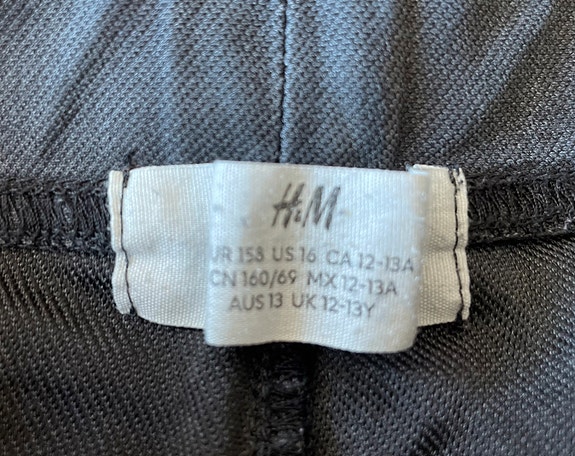 H&M
UR 158 US 16 CA 12-13A
CN 160/69 MX 12-13A
AUS 13 UK 12-13Y